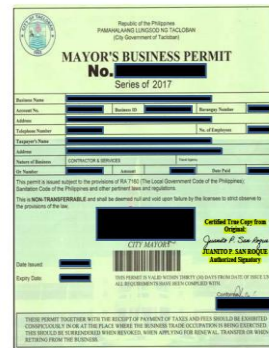 Republic of the Philippines
PAMAHALAANG LUNGSOD NG TACLOBAN
(City Government of Tacloban)
MAYOR'S BUSINESS PERMIT
No.
Series of 2017
Business Name
Account No. Business ID Barangay Number
Address
Telephone Number No. of Employees
Taxpayer's Name
Address
Nature of Business CONTRACTOR & SERVICES
Or Number Amount Date Paid
This permit is issued subject to the provisions of RA 7160 (The Local Government Code of the Philippines),
Sanitation Code of the Philippines and other pertinent laws and regulations.
This is NON-TRANSFERRABLE and shall be deemed null and void upon failure by the licensee to strict observe to
the provisions of the law.
Certified True Copy from
Original:
Juanito P. San Roque
JUANITO P. SAN ROQUE
Authorized Signatory
CITY MAYOR
Date Issued:
Expiry Date:
THIS PERMIT IS VALID WITHIN THIRTY (30) DAYS FROM DATE OF ISSUE
ALL REQUIREMENTS HAVE BEEN COMPLIED WITH.
THESE PERMIT TOGETHER WITH THE RECEIPT OF PAYMENT OF TAXES AND FEES SHOULD BE EXHIBITED
CONSPICUOUSLY IN OR AT THE PLACE WHERE THE BUSINESS TRADE OCCUPATION IS BEING EXERCISED.
THIS SHOULD BE SURRENDERED WHEN REVOKED, WHEN APPLYING FOR RENEWAL, TRANSFER OR WHEN
RETIRING FROM THE BUSINESS.